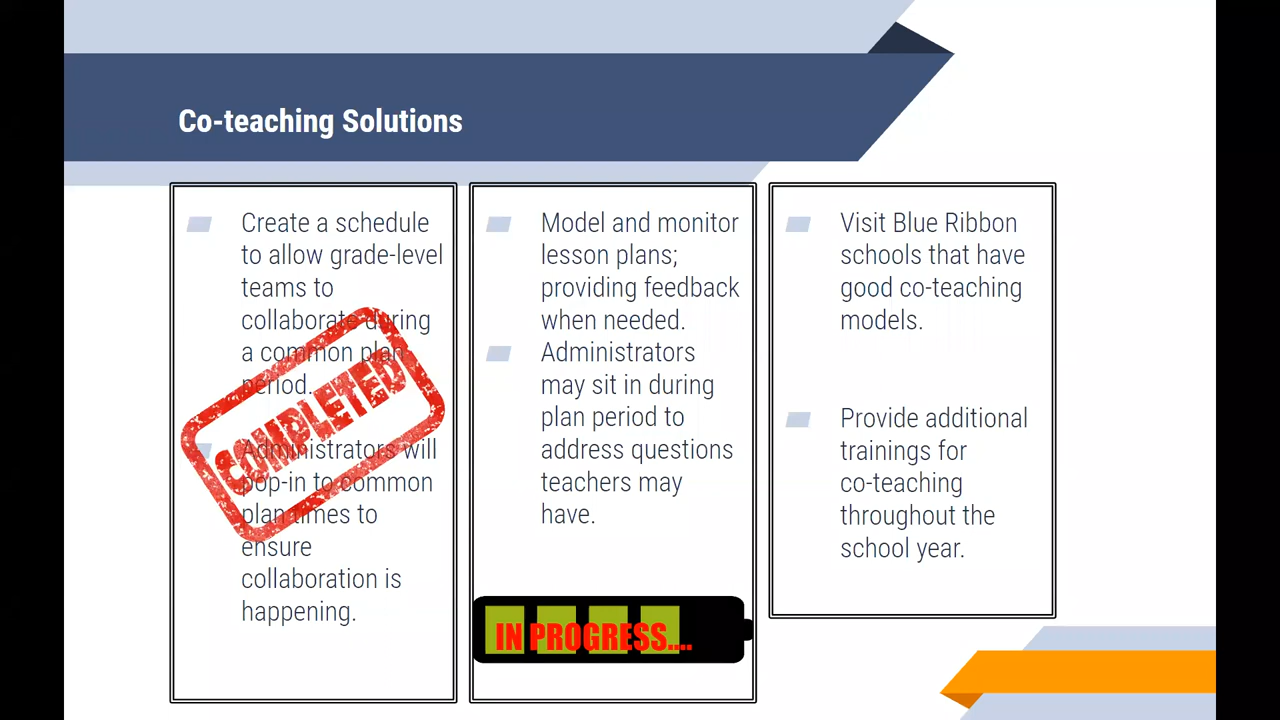 Co-teaching Solutions
Create a schedule
to allow grade-level
teams to
collaborate during
a common plan
period.
Administrators will
pop-in to common
plan times to
ensure
collaboration is
happening.
COMPLETED
Model and monitor
lesson plans;
providing feedback
when needed.
Administrators
may sit in during
plan period to
address questions
teachers may
have.
IN PROGRESS....
Visit Blue Ribbon
schools that have
good co-teaching
models.
Provide additional
trainings for
co-teaching
throughout the
school year.